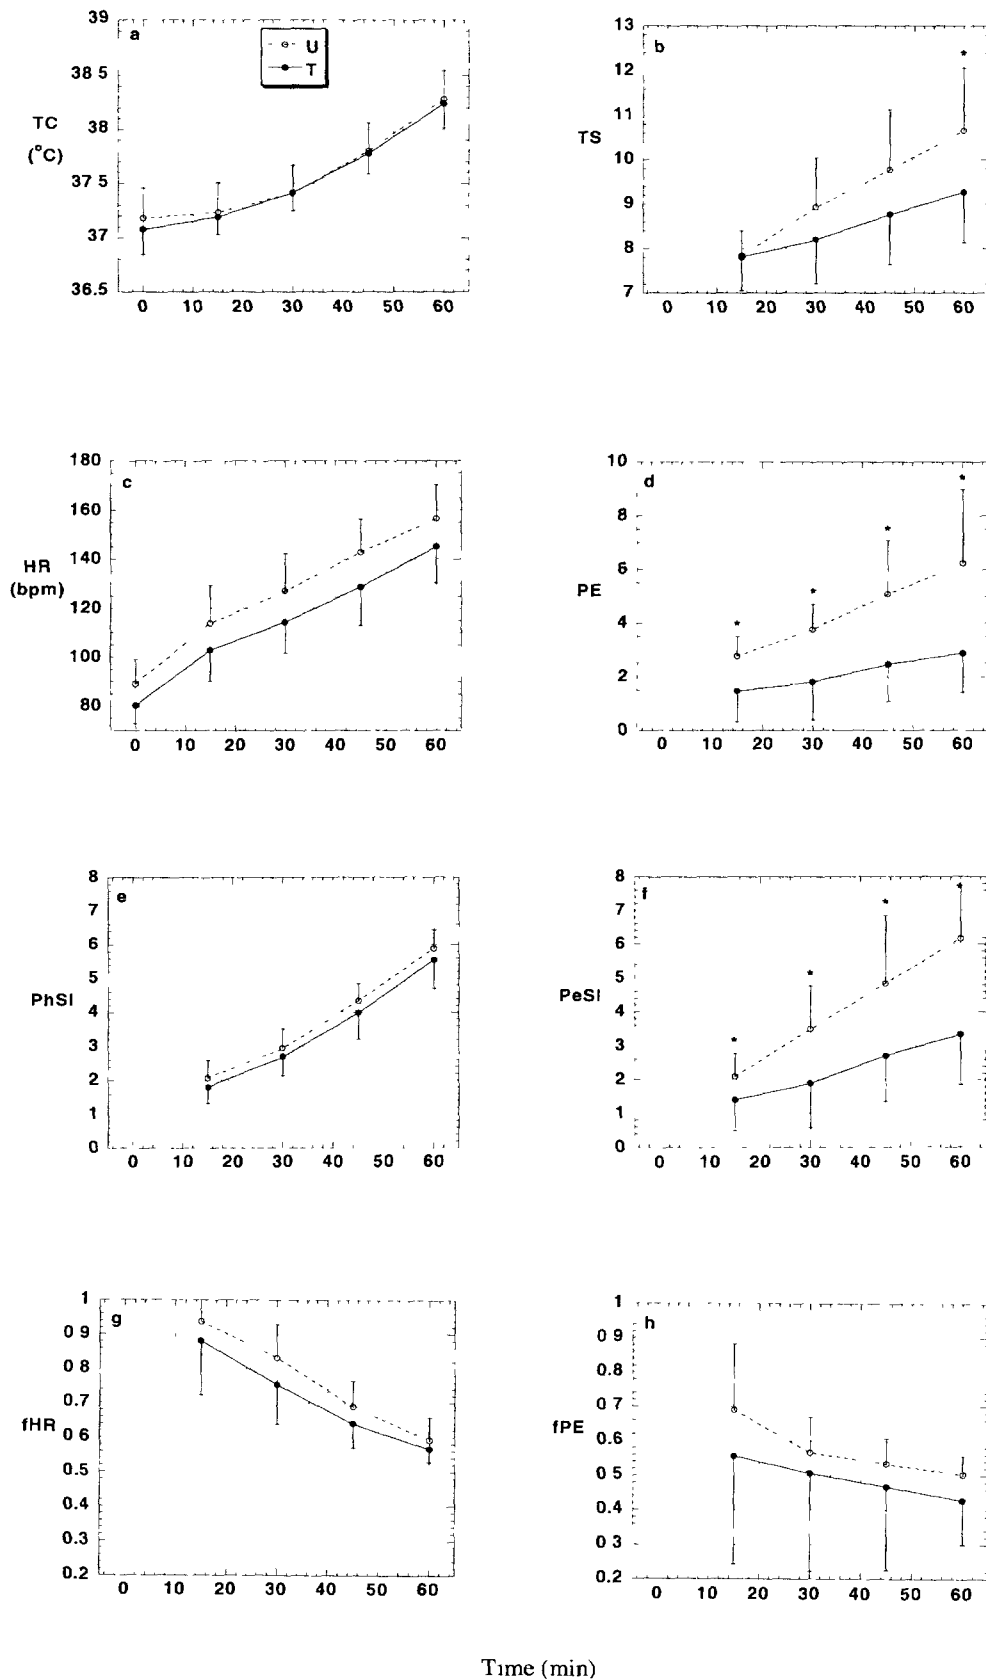 a
39
38 5
38
37 5
37
36.5
TC
(°C)
U
T
0 10 20 30 40 50 60
b
13
12
11
10
9
8
7
TS
*
0 10 20 30 40 50 60
c
180
160
140
120
100
80
HR
(bpm)
0 10 20 30 40 50 60
d
10
8
6
4
2
0
PE
* * * *
0 10 20 30 40 50 60
e
8
7
6
5
4
3
2
1
0
PhSI
0 10 20 30 40 50 60
f
8
7
6
5
4
3
2
1
0
PeSI
* * * *
0 10 20 30 40 50 60
g
1
0 9
0 8
0.7
0 6
0.5
0.4
0.3
0.2
fHR
0 10 20 30 40 50 60
h
1
0 9
0 8
0.7
0.6
0 5
0.4
0.3
0.2
fPE
0 10 20 30 40 50 60
Time (min)